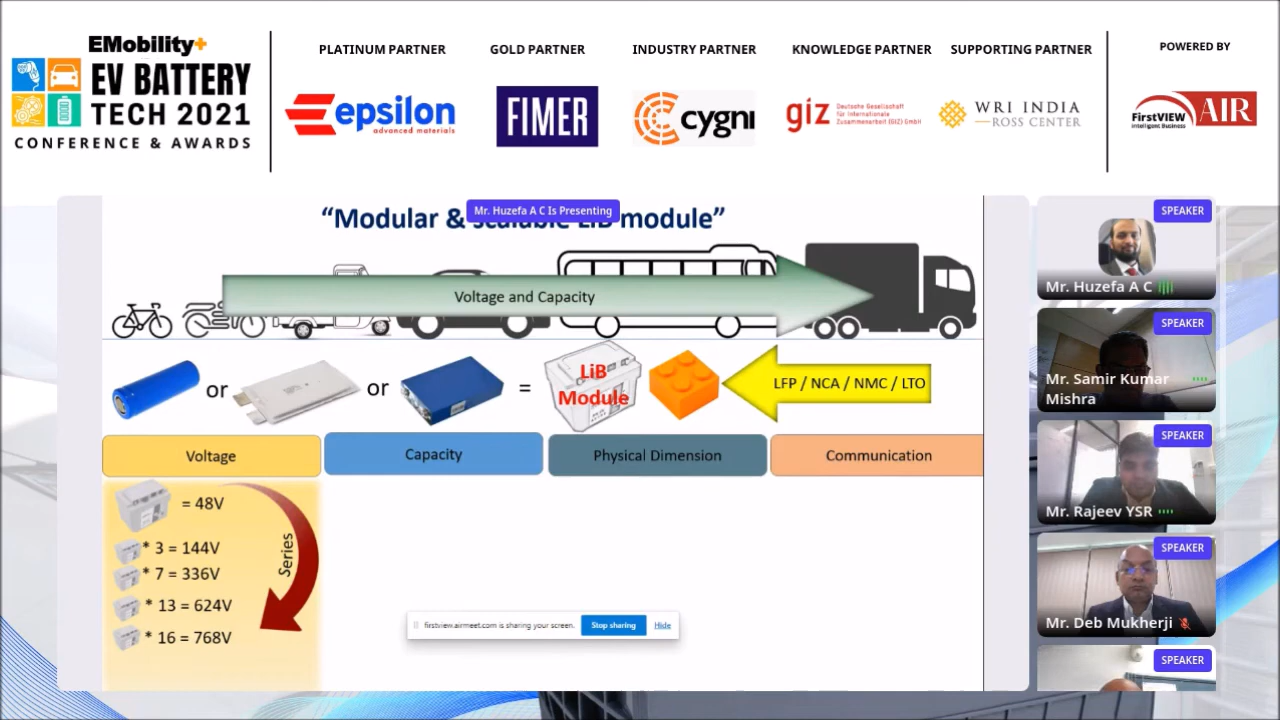 EMobility+
EV BATTERY
TECH 2021
CONFERENCE & AWARDS
PLATINUM PARTNER
epsilon
advanced materials
GOLD PARTNER
FIMER
INDUSTRY PARTNER
cygni
KNOWLEDGE PARTNER
giz
Deutsche Gesellschaft
für Internationale
Zusammenarbeit (GIZ) GmbH
SUPPORTING PARTNER
WRI INDIA
ROSS CENTER
POWERED BY
FirstVIEW
Intelligent Business
AIR
“Modular & scalable LiB module”
Mr. Huzefa A C Is Presenting
Voltage and Capacity
or
or
=
LiB
Module
LFP / NCA / NMC / LTO
Voltage
Capacity
Physical Dimension
Communication
= 48V
* 3 = 144V
* 7 = 336V
* 13 = 624V
* 16 = 768V
Series
firstview.airmeet.com is sharing your screen.
Stop sharing
Hide
SPEAKER
Mr. Huzefa A C
SPEAKER
Mr. Samir Kumar
Mishra
SPEAKER
Mr. Rajeev YSR
SPEAKER
Mr. Deb Mukherji
SPEAKER